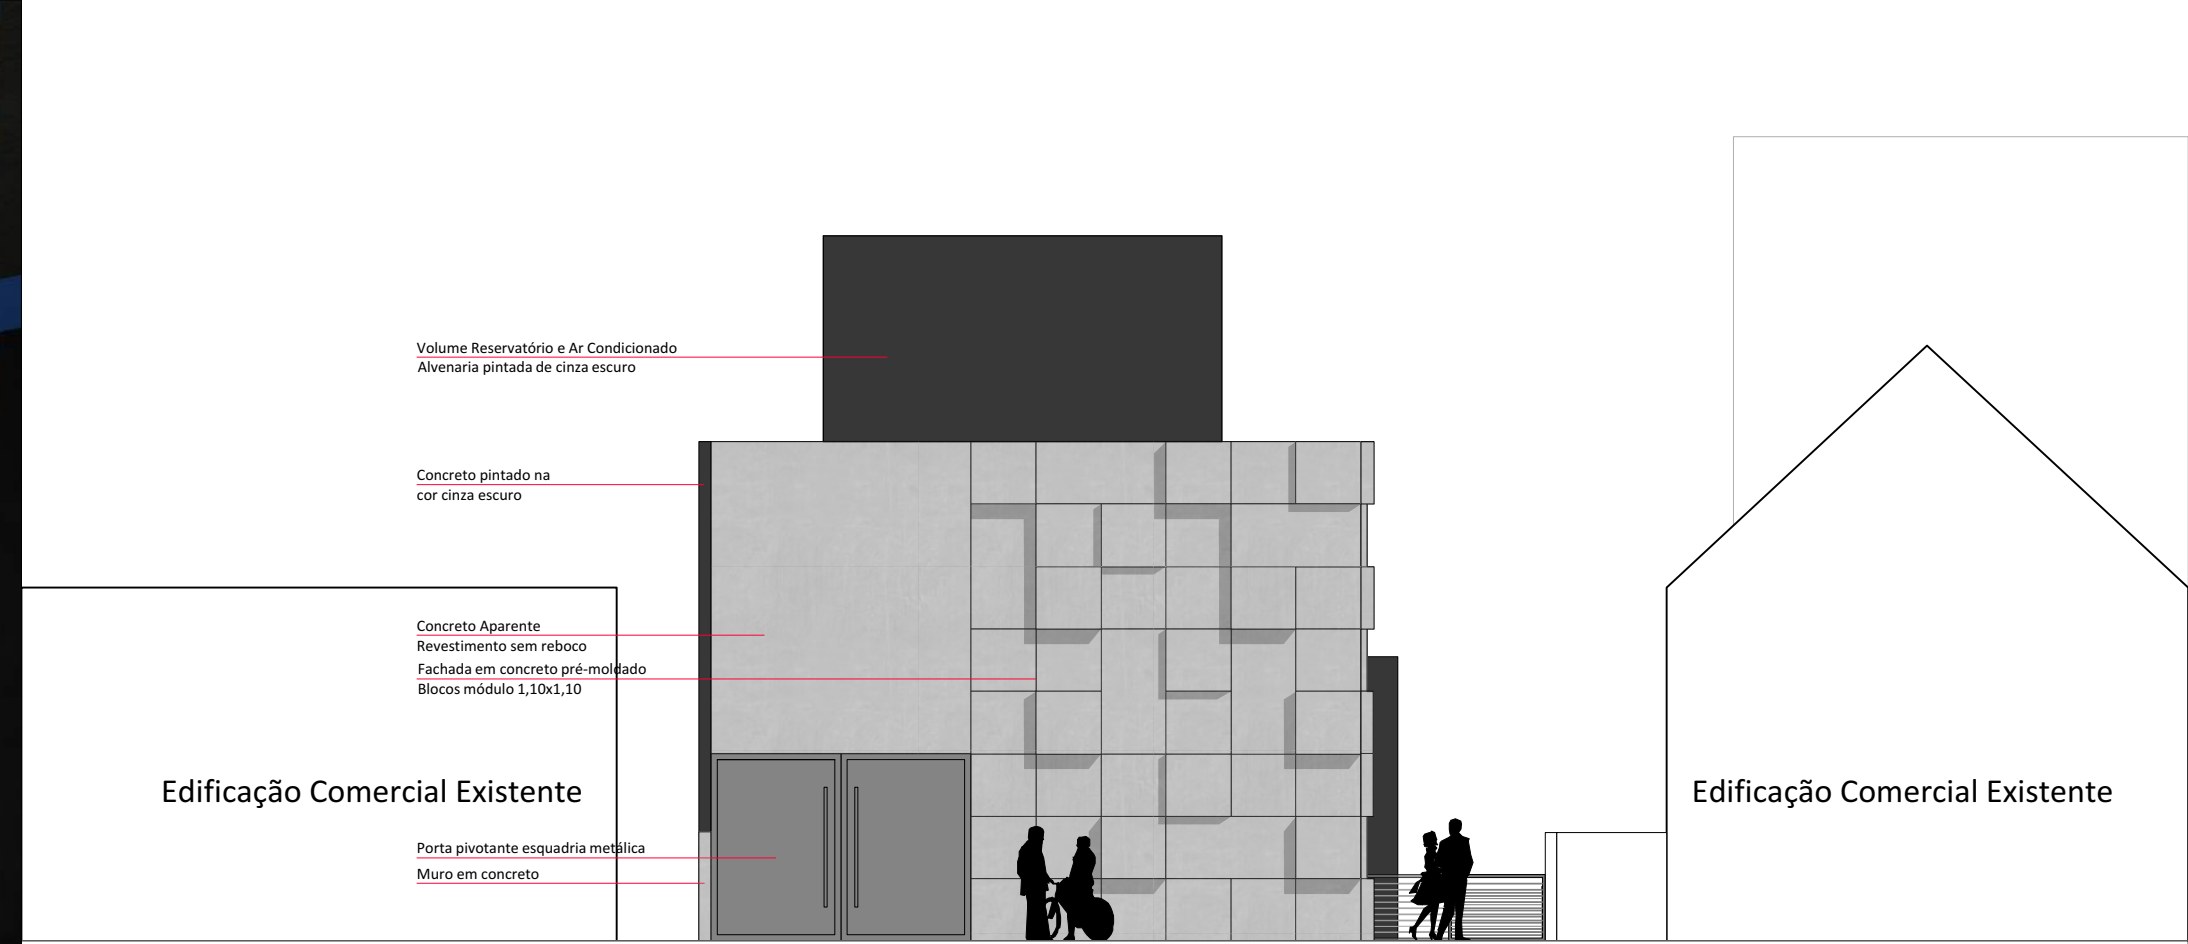 Volume Reservatório e Ar Condicionado
Alvenaria pintada de cinza escuro
Concreto pintado na
cor cinza escuro
Concreto Aparente
Revestimento sem reboco
Fachada em concreto pré-moldado
Blocos módulo 1,10x1,10
Edificação Comercial Existente
Edificação Comercial Existente
Porta pivotante esquadria metálica
Muro em concreto